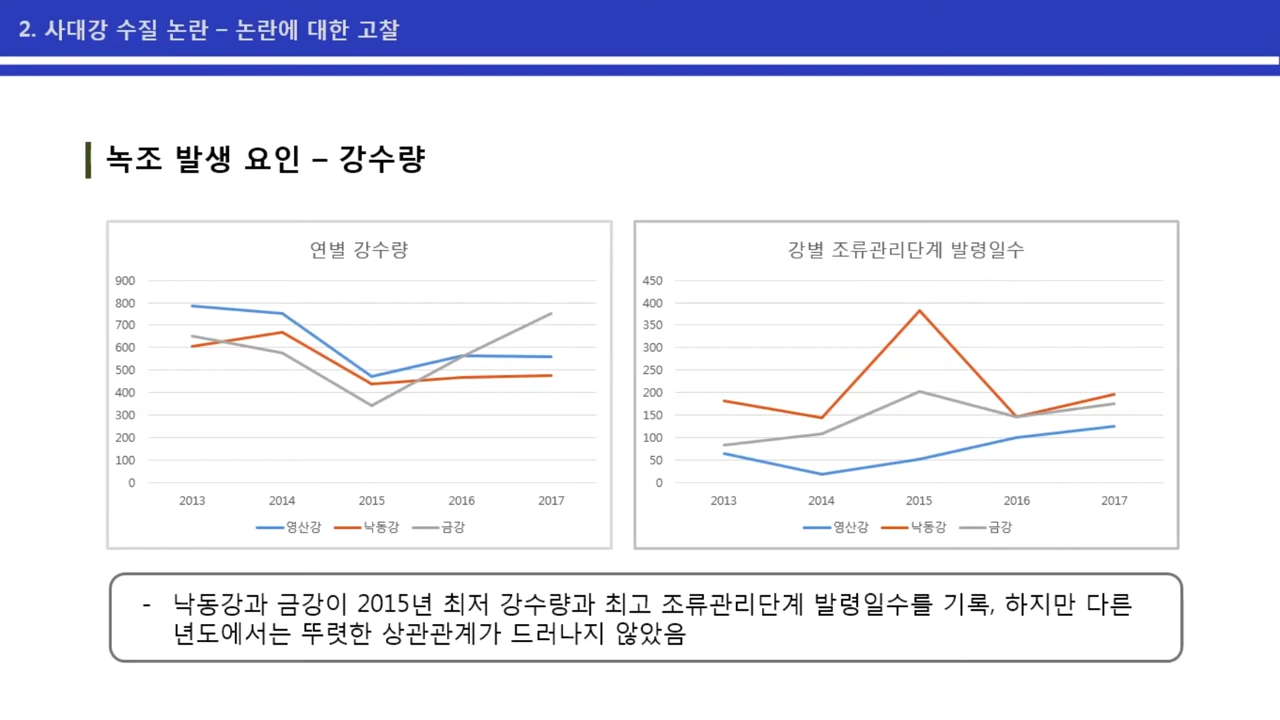 2. 사대강 수질 논란 – 논란에 대한 고찰
녹조 발생 요인 – 강수량
연별 강수량
900
800
700
600
500
400
300
200
100
0
2013 2014 2015 2016 2017
영산강 낙동강 금강
강별 조류관리단계 발령일수
450
400
350
300
250
200
150
100
50
0
2013 2014 2015 2016 2017
영산강 낙동강 금강
- 낙동강과 금강이 2015년 최저 강수량과 최고 조류관리단계 발령일수를 기록, 하지만 다른
년도에서는 뚜렷한 상관관계가 드러나지 않았음